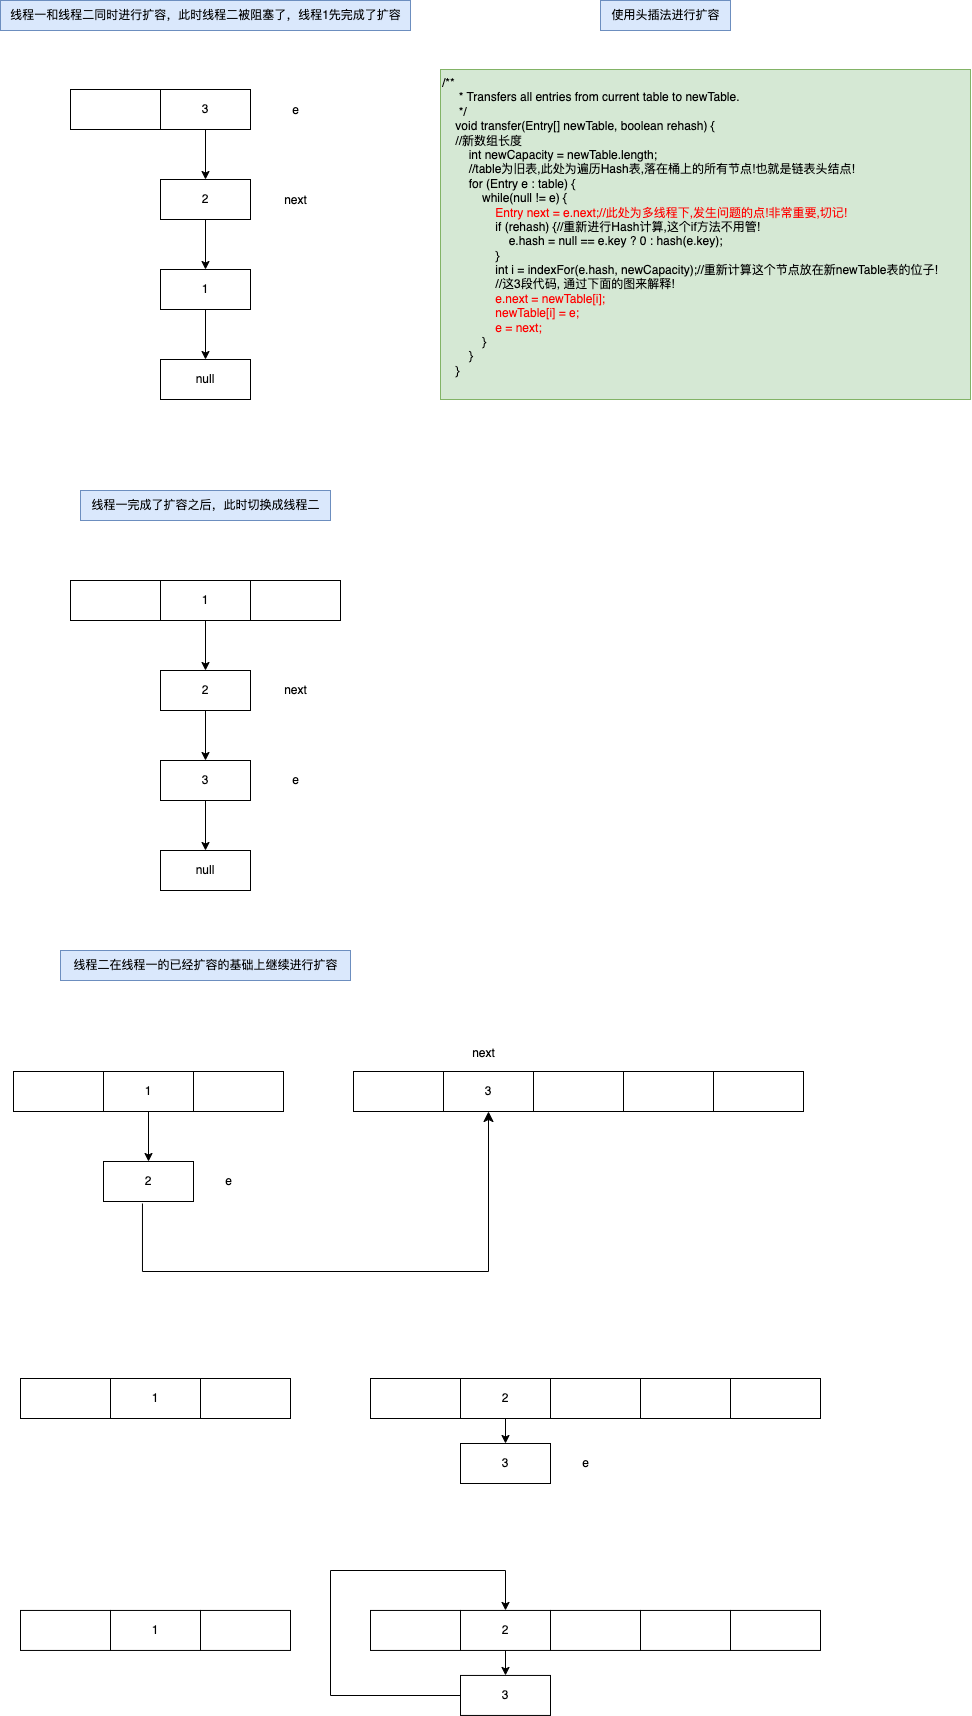 线程一和线程二同时进行扩容，此时线程二被阻塞了，线程1先完成了扩容
使用头插法进行扩容
3
e
2
next
1
null
/**
* Transfers all entries from current table to newTable.
*/
void transfer(Entry[] newTable, boolean rehash) {
//新数组长度
int newCapacity = newTable.length;
//table为旧表,此处为遍历Hash表,落在桶上的所有节点!也就是链表头结点!
for (Entry e : table) {
while(null != e) {
Entry next = e.next;//此处为多线程下,发生问题的点!非常重要,切记!
if (rehash) {//重新进行Hash计算,这个if方法不用管!
e.hash = null == e.key ? 0 : hash(e.key);
}
int i = indexFor(e.hash, newCapacity);//重新计算这个节点放在新newTable表的位子!
//这3段代码, 通过下面的图来解释!
e.next = newTable[i];
newTable[i] = e;
e = next;
}
}
}
线程一完成了扩容之后，此时切换成线程二
1
2
next
3
e
null
线程二在线程一的已经扩容的基础上继续进行扩容
next
1
3
2
e
1
2
3
e
1
2
3